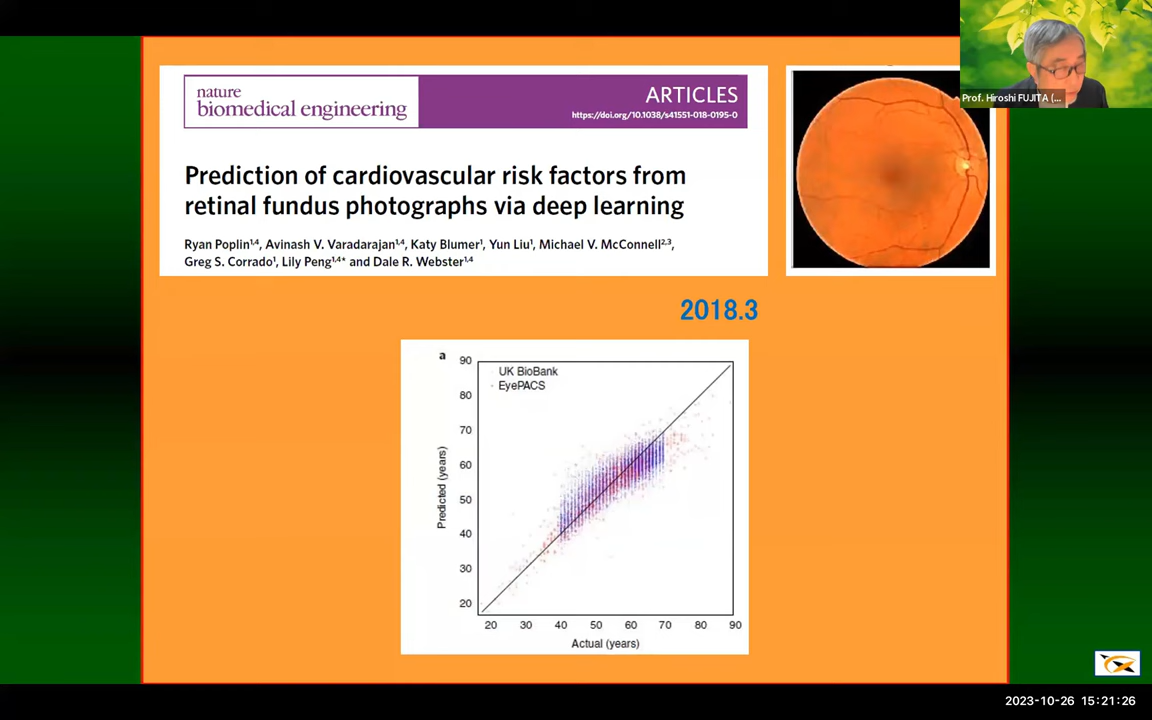 nature
biomedical engineering
ARTICLES
https://doi.org/10.1038/s41551-018-0195-0
Prediction of cardiovascular risk factors from
retinal fundus photographs via deep learning
Ryan Poplin1,4, Avinash V. Varadarajan1,4, Katy Blumer1, Yun Liu1, Michael V. McConnell2,3,
Greg S. Corrado1, Lily Peng1,4* and Dale R. Webster1,4
Prof. Hiroshi FUJITA (...
2018.3
a
UK BioBank
EyePACS
90
80
70
60
50
40
30
20
Predicted (years)
20 30 40 50 60 70 80 90
Actual (years)
2023-10-26 15:21:26